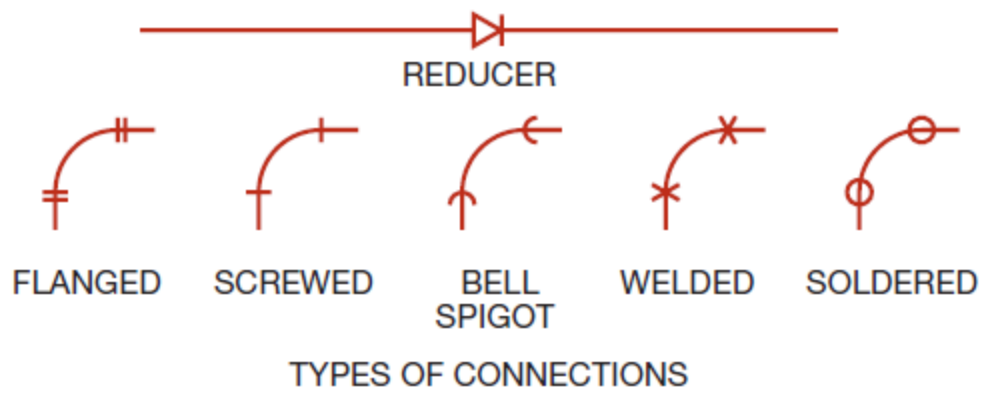 REDUCER
FLANGED
SCREWED
BELL
SPIGOT
WELDED
SOLDERED
TYPES OF CONNECTIONS